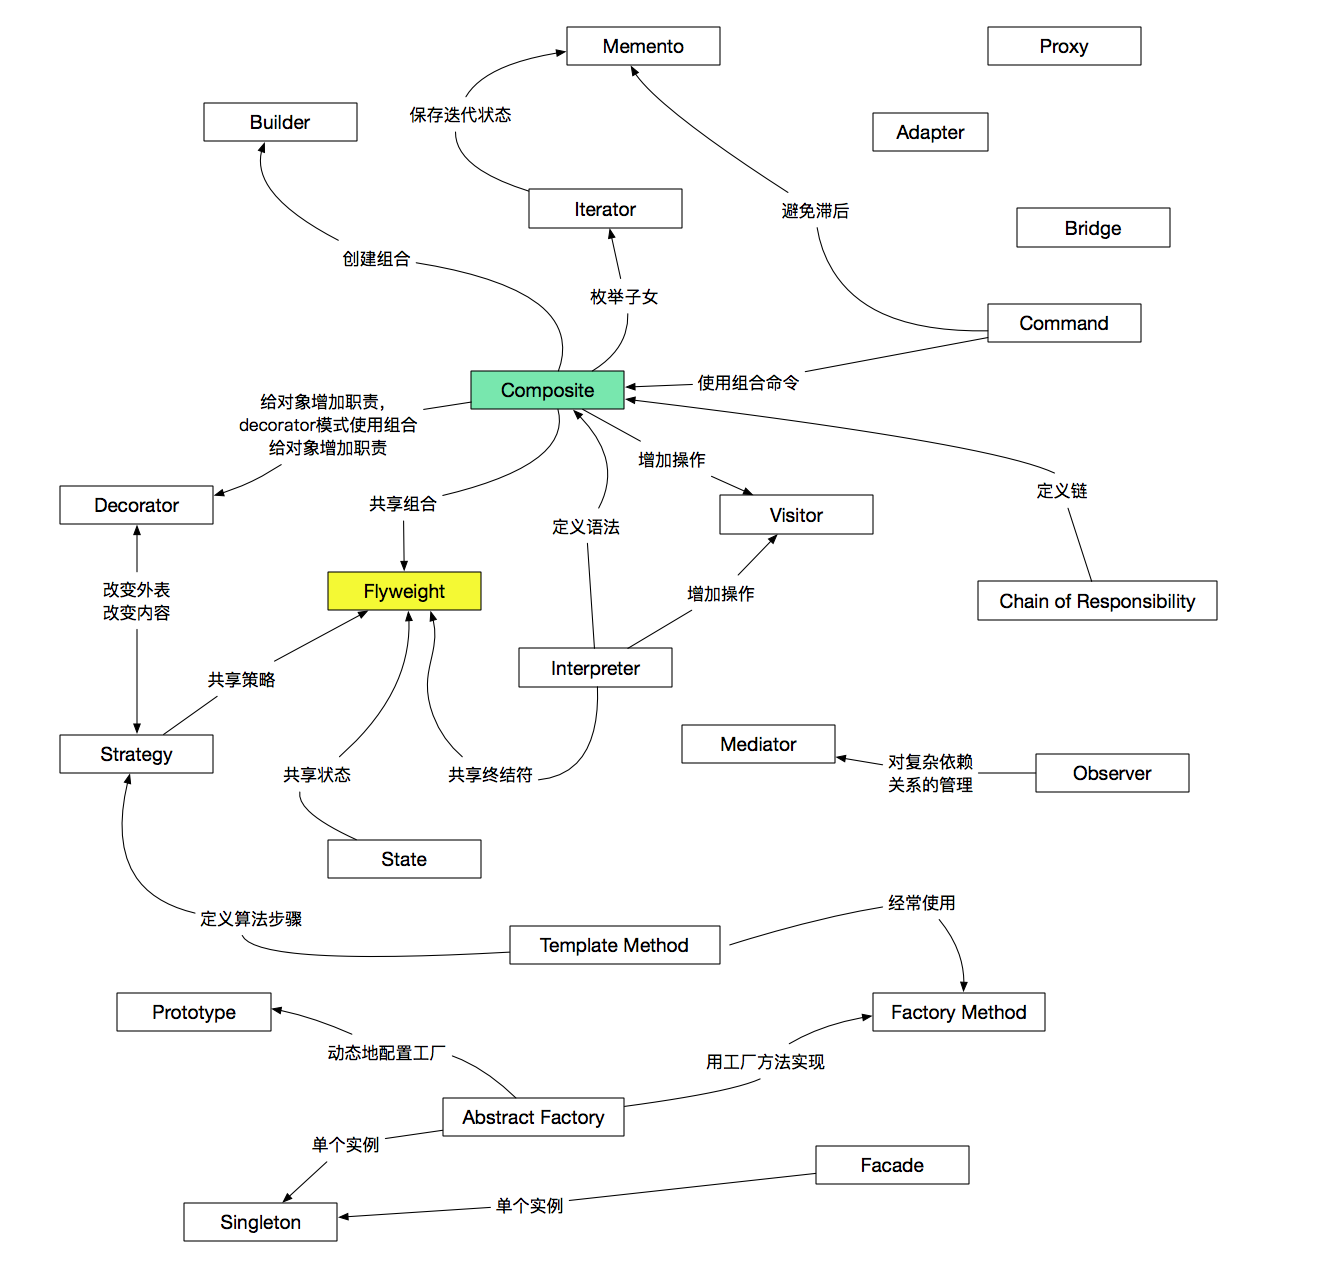 Memento
Proxy
保存迭代状态
Builder
Adapter
Iterator
避免滞后
Bridge
创建组合
枚举子女
Command
Composite
使用组合命令
给对象增加职责,
decorator模式使用组合
给对象增加职责
增加操作
定义链
Decorator
共享组合
定义语法
Visitor
改变外表
改变内容
Flyweight
增加操作
Chain of Responsibility
共享策略
Interpreter
Strategy
共享状态
共享终结符
Mediator
对复杂依赖
关系的管理
Observer
State
定义算法步骤
Template Method
经常使用
Prototype
Factory Method
动态地配置工厂
用工厂方法实现
Abstract Factory
单个实例
Facade
单个实例
Singleton